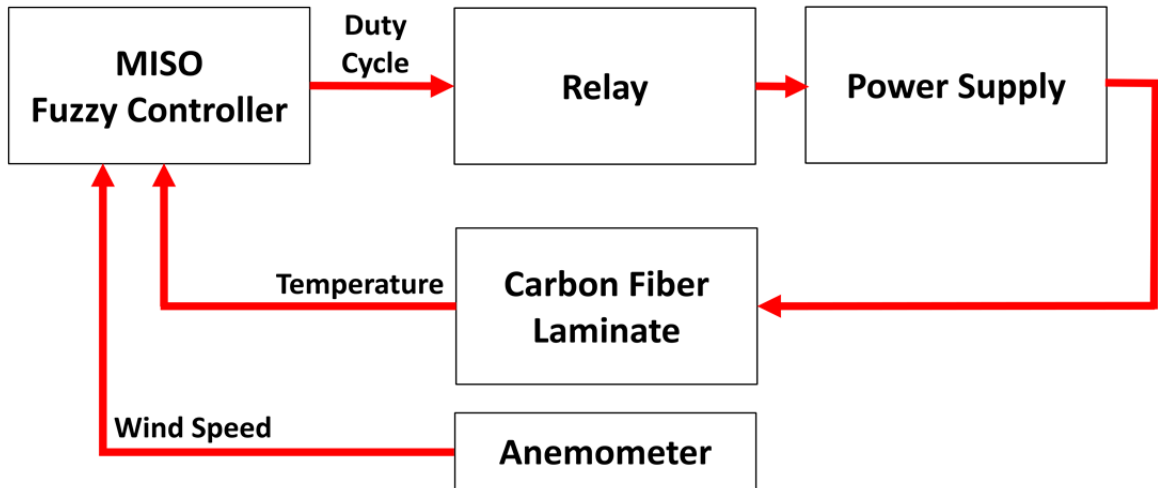 MISO
Fuzzy Controller
Duty
Cycle
Relay
Power Supply
Temperature
Carbon Fiber
Laminate
Wind Speed
Anemometer